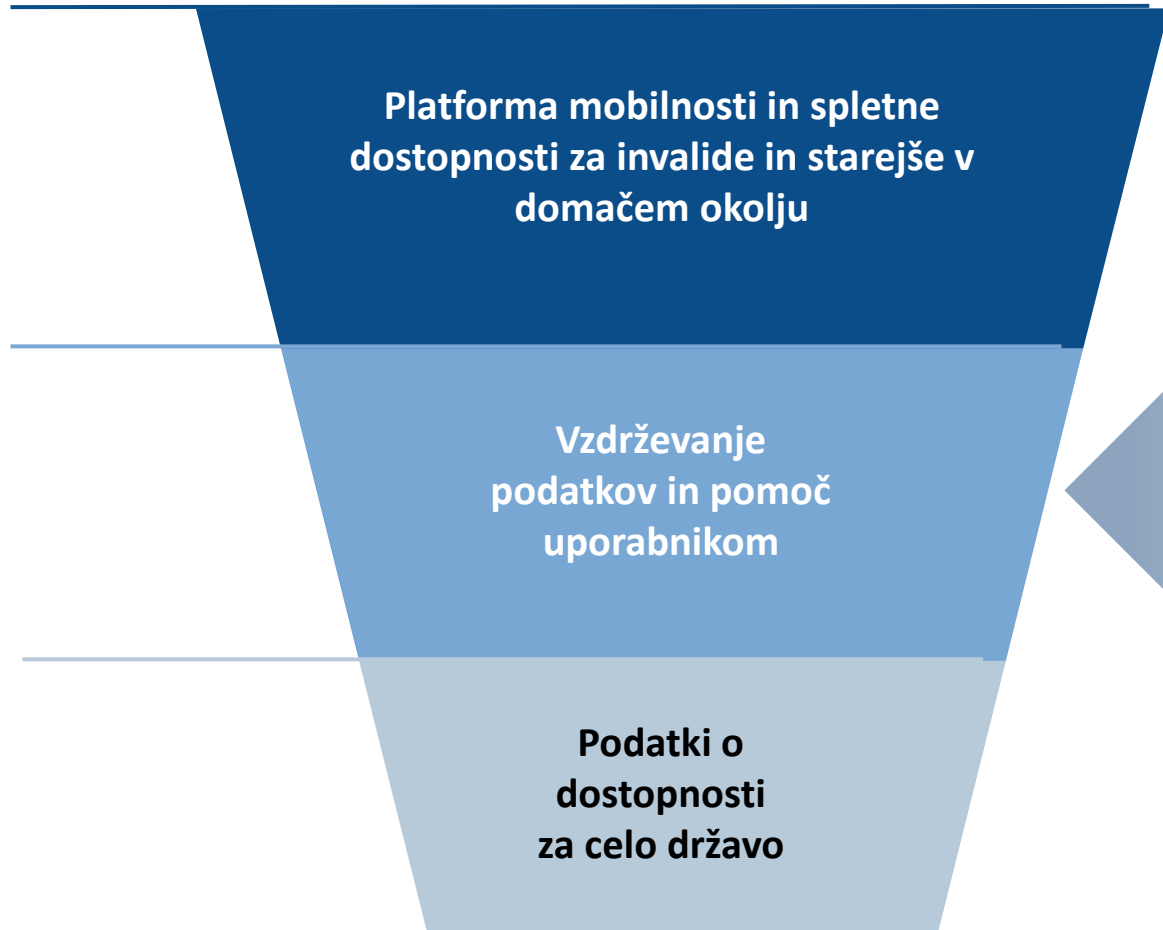 Platforma mobilnosti in spletne
dostopnosti za invalide in starejše v
domačem okolju
Vzdrževanje
podatkov in pomoč
uporabnikom
Podatki o
dostopnosti
za celo državo